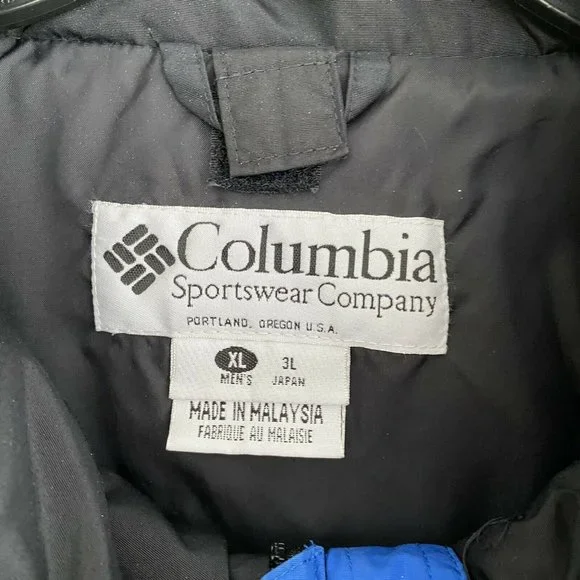 Columbia
Sportswear Company
PORTLAND, OREGON U.S.A.
XL 3L
MEN'S JAPAN
MADE IN MALAYSIA
FABRIQUE AU MALAISIE